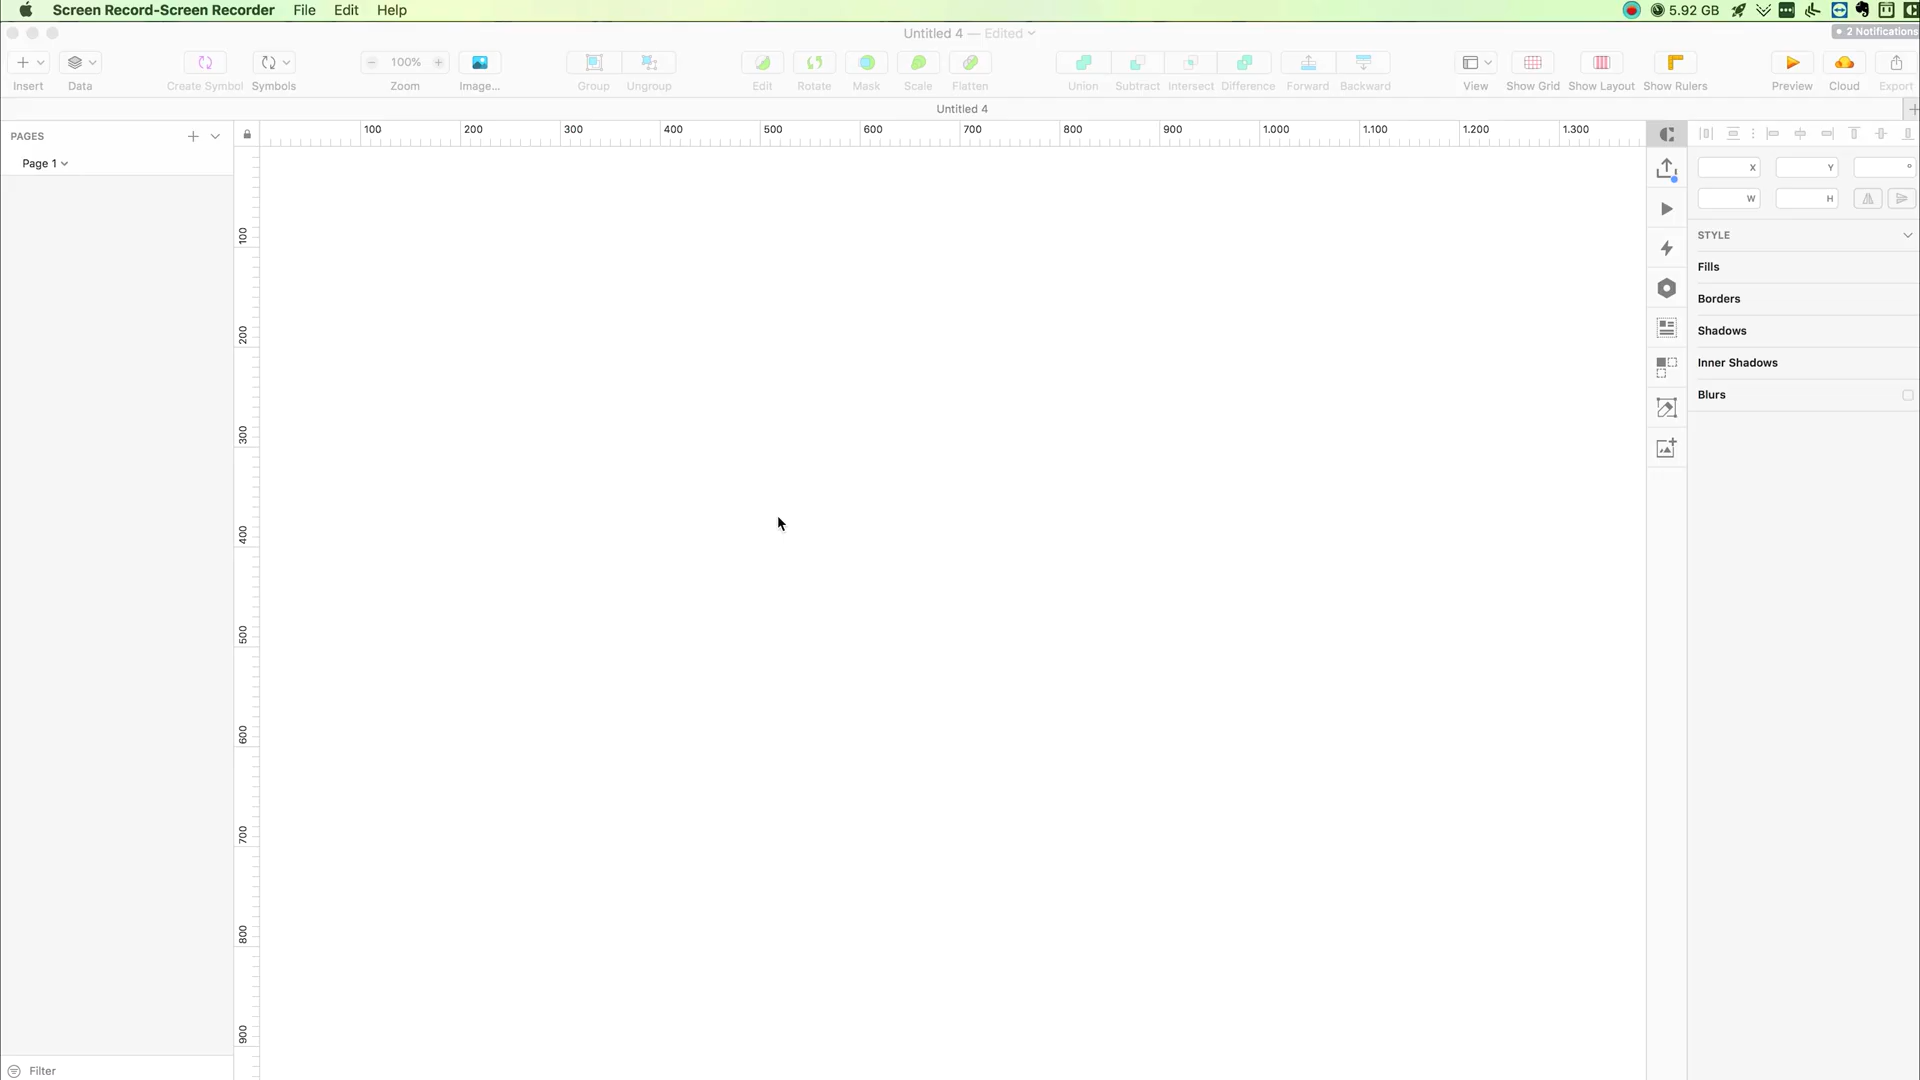 Screen Record-Screen Recorder File Edit Help 5.92 GB
Untitled 4 — Edited
2 Notifications
100%
Insert Data Create Symbol Symbols Zoom Image... Group Ungroup Edit Rotate Mask Scale Flatten Union Subtract Intersect Difference Forward Backward View Show Grid Show Layout Show Rulers Preview Cloud Export
Untitled 4
PAGES
Page 1
100 200 300 400 500 600 700 800 900 1.000 1.100 1.200 1.300
X Y °
W H
STYLE
Fills
Borders
Shadows
Inner Shadows
Blurs
100
200
300
400
500
600
700
800
900
Filter